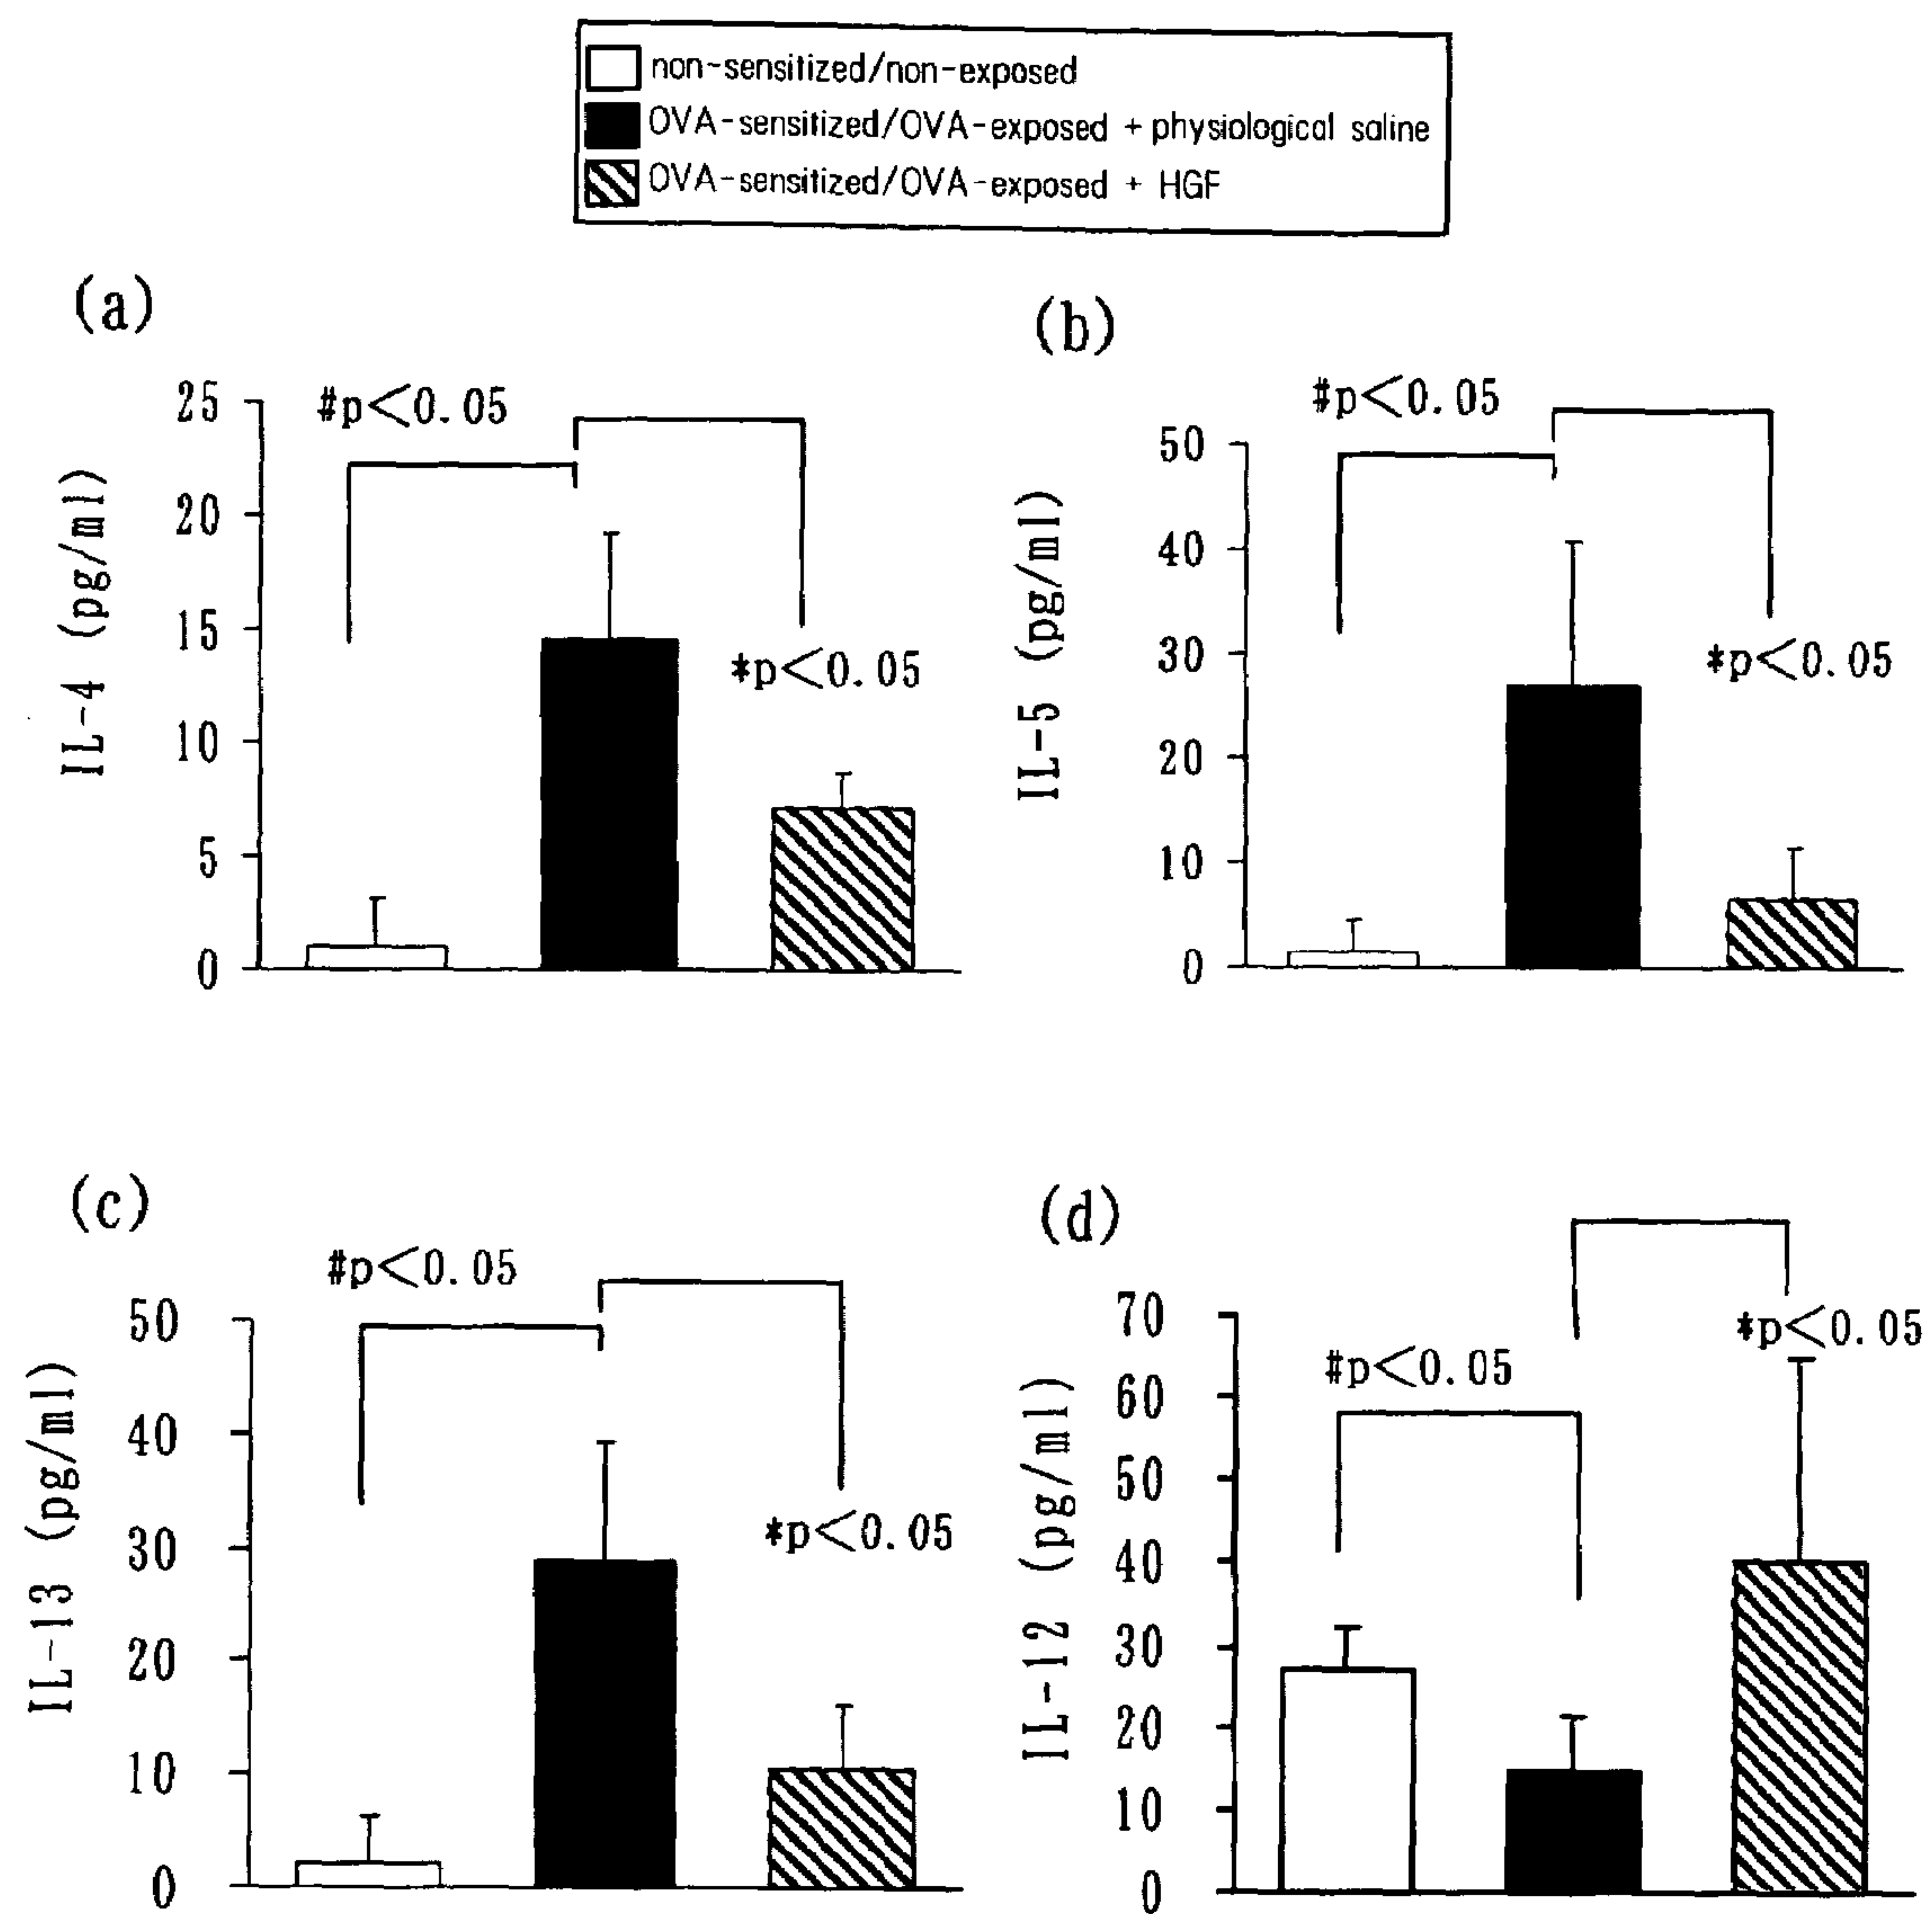 non-sensitized/non-exposed
OVA-sensitized/OVA-exposed + physiological saline
OVA-sensitized/OVA-exposed + HGF
(a)
#p<0.05
*p<0.05
IL-4 (pg/ml)
25
20
15
10
5
0
(b)
#p<0.05
*p<0.05
IL-5 (pg/ml)
50
40
30
20
10
0
(c)
#p<0.05
*p<0.05
IL-13 (pg/ml)
50
40
30
20
10
0
(d)
#p<0.05
*p<0.05
IL-12 (pg/ml)
70
60
50
40
30
20
10
0